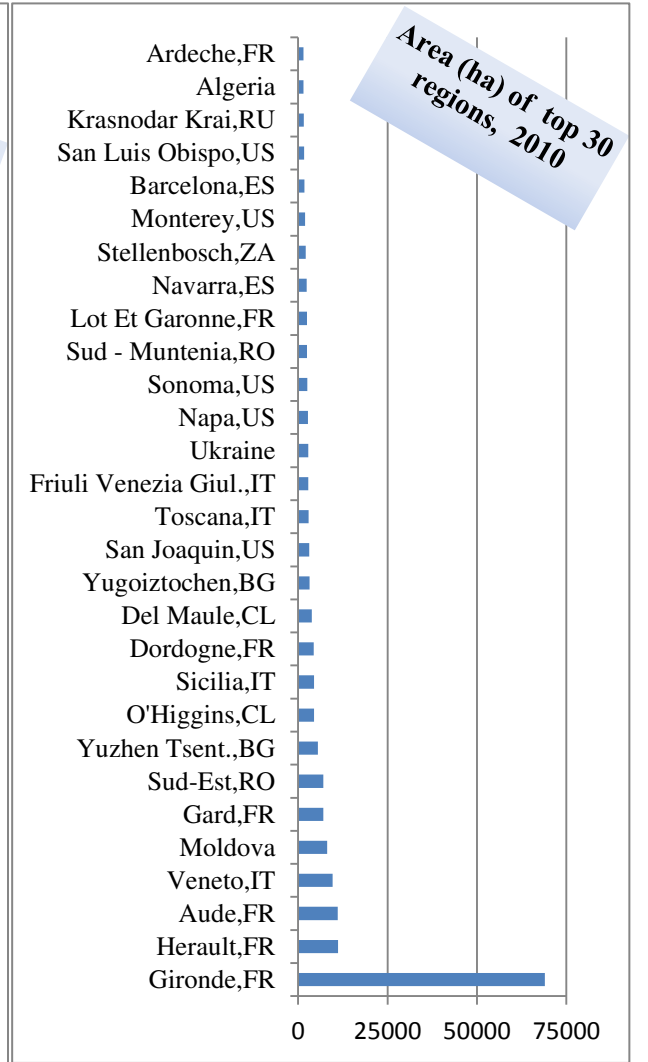 Area (ha) of top 30
regions, 2010
Ardeche,FR
Algeria
Krasnodar Krai,RU
San Luis Obispo,US
Barcelona,ES
Monterey,US
Stellenbosch,ZA
Navarra,ES
Lot Et Garonne,FR
Sud - Muntenia,RO
Sonoma,US
Napa,US
Ukraine
Friuli Venezia Giul.,IT
Toscana,IT
San Joaquin,US
Yugoiztochen,BG
Del Maule,CL
Dordogne,FR
Sicilia,IT
O'Higgins,CL
Yuzhen Tsent.,BG
Sud-Est,RO
Gard,FR
Moldova
Veneto,IT
Aude,FR
Herault,FR
Gironde,FR
0 25000 50000 75000